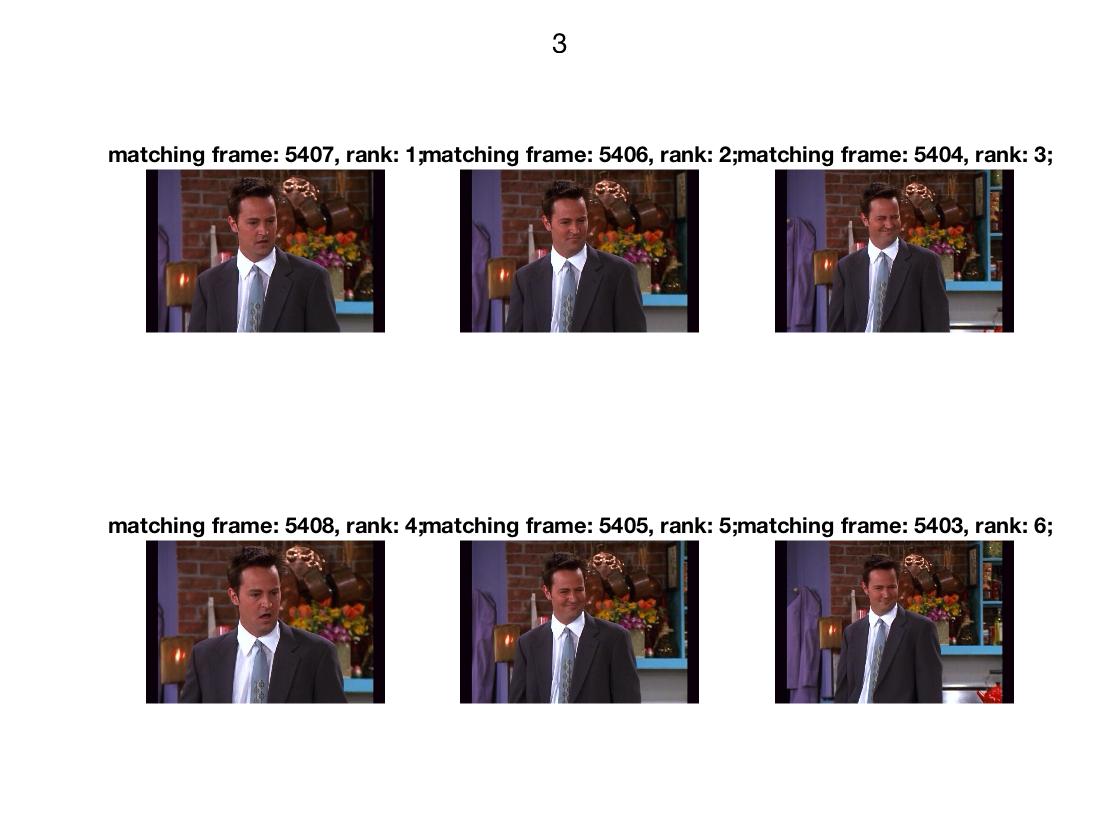 3
matching frame: 5407, rank: 1;matching frame: 5406, rank: 2;matching frame: 5404, rank: 3;
matching frame: 5408, rank: 4;matching frame: 5405, rank: 5;matching frame: 5403, rank: 6;